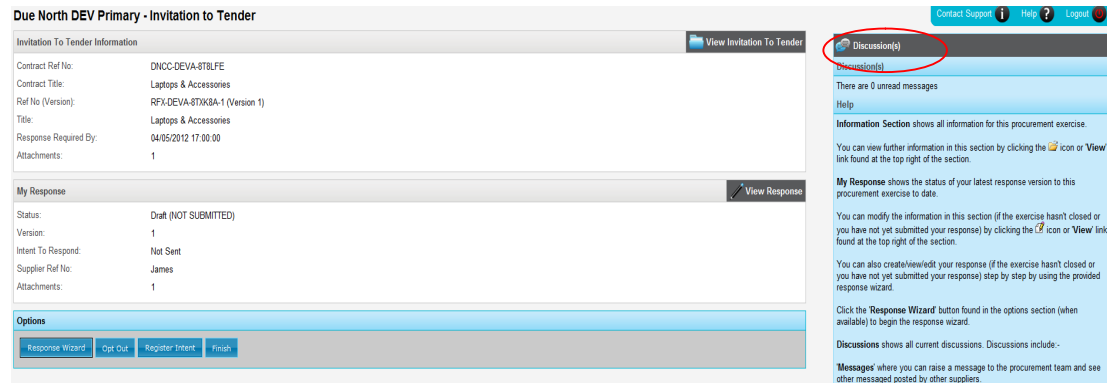 Due North DEV Primary - Invitation to Tender
Contact Support Help Logout
Invitation To Tender Information
View Invitation To Tender
Contract Ref No: DNCC-DEVA-8T8LFE
Contract Title: Laptops & Accessories
Ref No (Version): RFX-DEVA-8TXK8A-1 (Version 1)
Title: Laptops & Accessories
Response Required By: 04/05/2012 17:00:00
Attachments: 1
My Response
View Response
Status: Draft (NOT SUBMITTED)
Version: 1
Intent To Respond: Not Sent
Supplier Ref No: James
Attachments: 1
Options
Response Wizard Opt Out Register Intent Finish
Discussion(s)
Discussion(s)
There are 0 unread messages
Help
Information Section shows all information for this procurement exercise.
You can view further information in this section by clicking the icon or 'View'
link found at the top right of the section.
My Response shows the status of your latest response version to this
procurement exercise to date.
You can modify the information in this section (if the exercise hasn't closed or
you have not yet submitted your response) by clicking the icon or 'View' link
found at the top right of the section.
You can also create/view/edit your response (if the exercise hasn't closed or
you have not yet submitted your response) step by step by using the provided
response wizard.
Click the 'Response Wizard' button found in the options section (when
available) to begin the response wizard.
Discussions shows all current discussions. Discussions include:-
'Messages' where you can raise a message to the procurement team and see
other messaged posted by other suppliers.